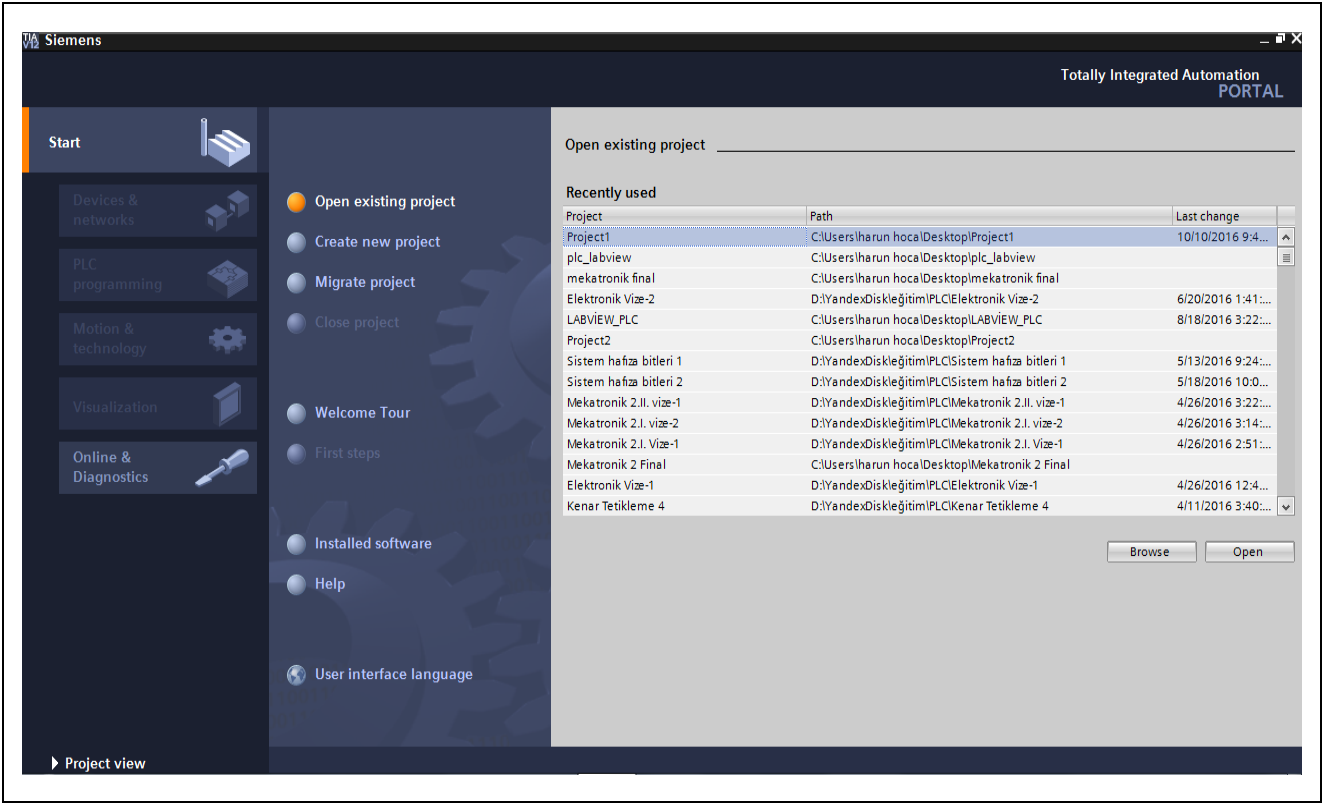 TIA V12 Siemens
Totally Integrated Automation
PORTAL
Start
Devices &
networks
PLC
programming
Motion &
technology
Visualization
Online &
Diagnostics
Project view
Open existing project
Create new project
Migrate project
Close project
Welcome Tour
First steps
Installed software
Help
User interface language
Open existing project
Recently used
Project Path Last change
Project1 C:\Users\harun hoca\Desktop\Project1 10/10/2016 9:4...
plc_labview C:\Users\harun hoca\Desktop\plc_labview
mekatronik final C:\Users\harun hoca\Desktop\mekatronik final
Elektronik Vize-2 D:\YandexDisk\eğitim\PLC\Elektronik Vize-2 6/20/2016 1:41:...
LABVİEW_PLC C:\Users\harun hoca\Desktop\LABVİEW_PLC 8/18/2016 3:22:...
Project2 C:\Users\harun hoca\Desktop\Project2
Sistem hafıza bitleri 1 D:\YandexDisk\eğitim\PLC\Sistem hafıza bitleri 1 5/13/2016 9:24:...
Sistem hafıza bitleri 2 D:\YandexDisk\eğitim\PLC\Sistem hafıza bitleri 2 5/18/2016 10:0...
Mekatronik 2.II. vize-1 D:\YandexDisk\eğitim\PLC\Mekatronik 2.II. vize-1 4/26/2016 3:22:...
Mekatronik 2.I. vize-2 D:\YandexDisk\eğitim\PLC\Mekatronik 2.I. vize-2 4/26/2016 3:14:...
Mekatronik 2.I. Vize-1 D:\YandexDisk\eğitim\PLC\Mekatronik 2.I. Vize-1 4/26/2016 2:51:...
Mekatronik 2 Final C:\Users\harun hoca\Desktop\Mekatronik 2 Final
Elektronik Vize-1 D:\YandexDisk\eğitim\PLC\Elektronik Vize-1 4/26/2016 12:4...
Kenar Tetikleme 4 D:\YandexDisk\eğitim\PLC\Kenar Tetikleme 4 4/11/2016 3:40:...
Browse Open